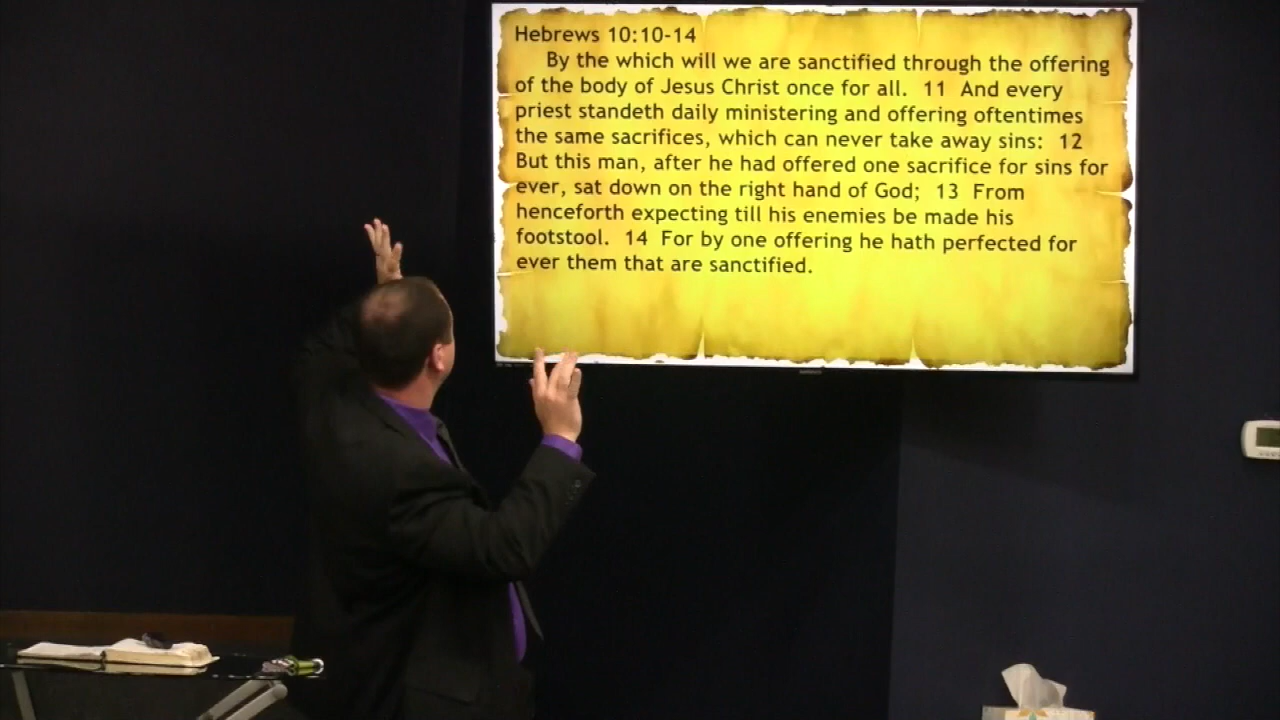 Hebrews 10:10-14
By the which will we are sanctified through the offering
of the body of Jesus Christ once for all. 11 And every
priest standeth daily ministering and offering oftentimes
the same sacrifices, which can never take away sins: 12
But this man, after he had offered one sacrifice for sins for
ever, sat down on the right hand of God; 13 From
henceforth expecting till his enemies be made his
footstool. 14 For by one offering he hath perfected for
ever them that are sanctified.